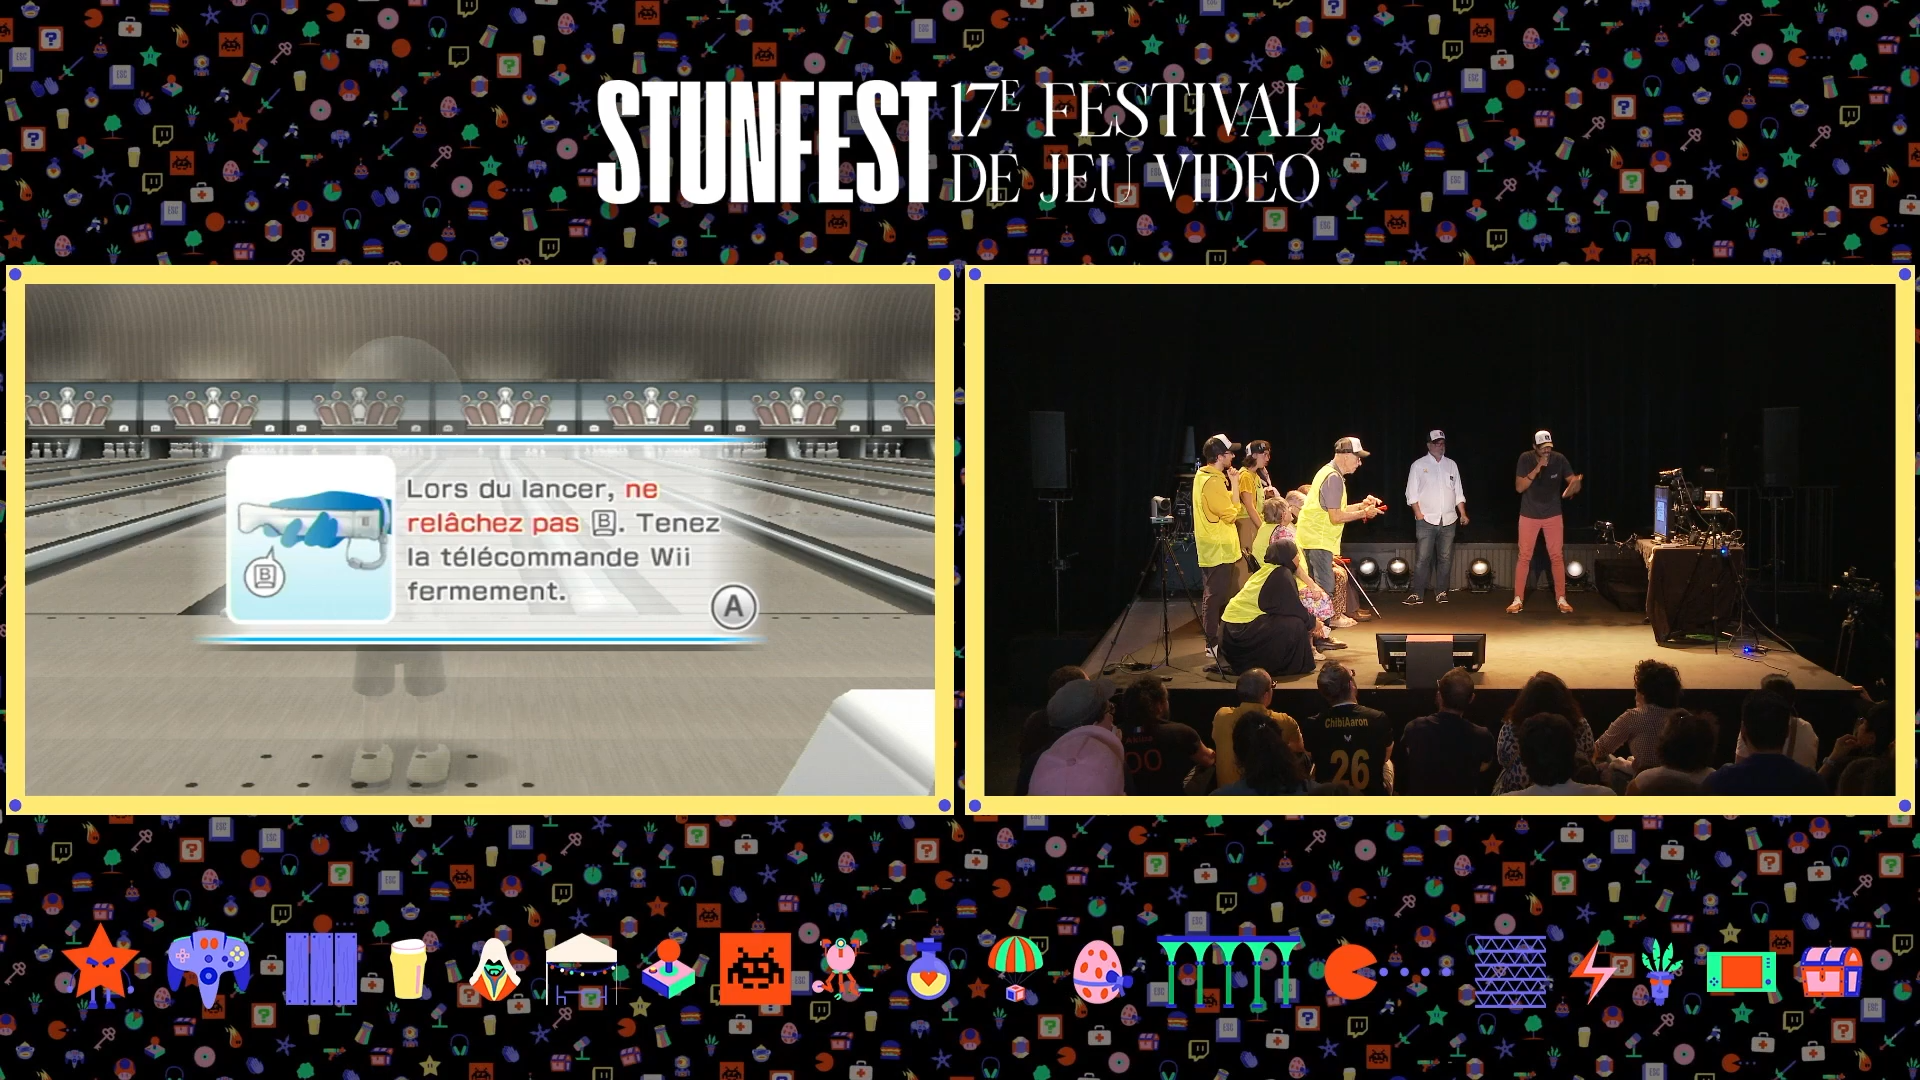 STUNFEST
17E FESTIVAL
DE JEU VIDEO
Lors du lancer, ne
relâchez pas B. Tenez
la télécommande Wii
fermement.
B
A
ChibiAaron
26